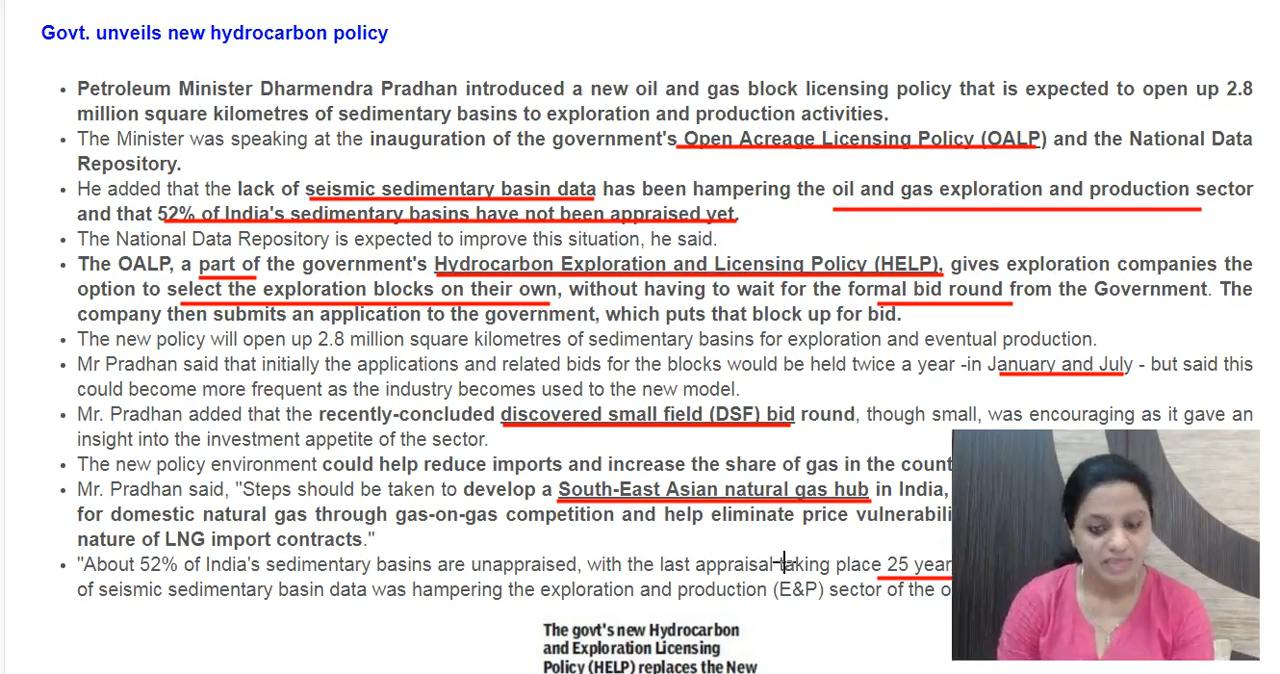 Govt. unveils new hydrocarbon policy
• Petroleum Minister Dharmendra Pradhan introduced a new oil and gas block licensing policy that is expected to open up 2.8
million square kilometres of sedimentary basins to exploration and production activities.
• The Minister was speaking at the inauguration of the government's Open Acreage Licensing Policy (OALP) and the National Data
Repository.
• He added that the lack of seismic sedimentary basin data has been hampering the oil and gas exploration and production sector
and that 52% of India's sedimentary basins have not been appraised yet.
• The National Data Repository is expected to improve this situation, he said.
• The OALP, a part of the government's Hydrocarbon Exploration and Licensing Policy (HELP), gives exploration companies the
option to select the exploration blocks on their own, without having to wait for the formal bid round from the Government. The
company then submits an application to the government, which puts that block up for bid.
• The new policy will open up 2.8 million square kilometres of sedimentary basins for exploration and eventual production.
• Mr Pradhan said that initially the applications and related bids for the blocks would be held twice a year -in January and July - but said this
could become more frequent as the industry becomes used to the new model.
• Mr. Pradhan added that the recently-concluded discovered small field (DSF) bid round, though small, was encouraging as it gave an
insight into the investment appetite of the sector.
• The new policy environment could help reduce imports and increase the share of gas in the
• Mr. Pradhan said, "Steps should be taken to develop a South-East Asian natural gas hub in India,
for domestic natural gas through gas-on-gas competition and help eliminate price
nature of LNG import contracts."
• "About 52% of India's sedimentary basins are unappraised, with the last appraisal taking place 25
of seismic sedimentary basin data was hampering the exploration and production (E&P) sector of the
The govt's new Hydrocarbon
and Exploration Licensing
Policy (HELP) replaces the New